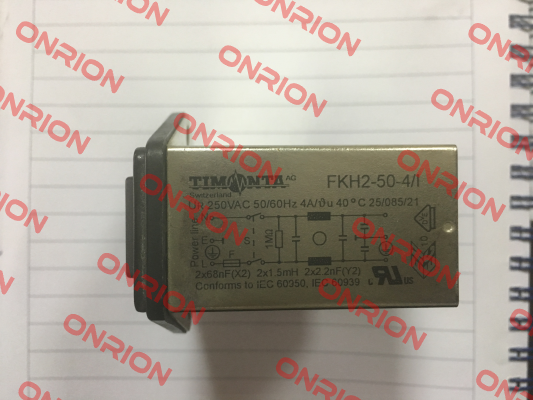 TIMONTA AG FKH2-50-4/I
Switzerland
UR 250VAC 50/60Hz 4A/ϑu 40°C 25/085/21
Power line
1MΩ
2x68nF(X2) 2x1.5mH 2x2.2nF(Y2)
Conforms to IEC 60950, IEC 60939
ONRION
ONRION
ONRION
ONRION
ONRION
ONRION
ONRION
ONRION
ONRION
ONRION
ONRION
ONRION